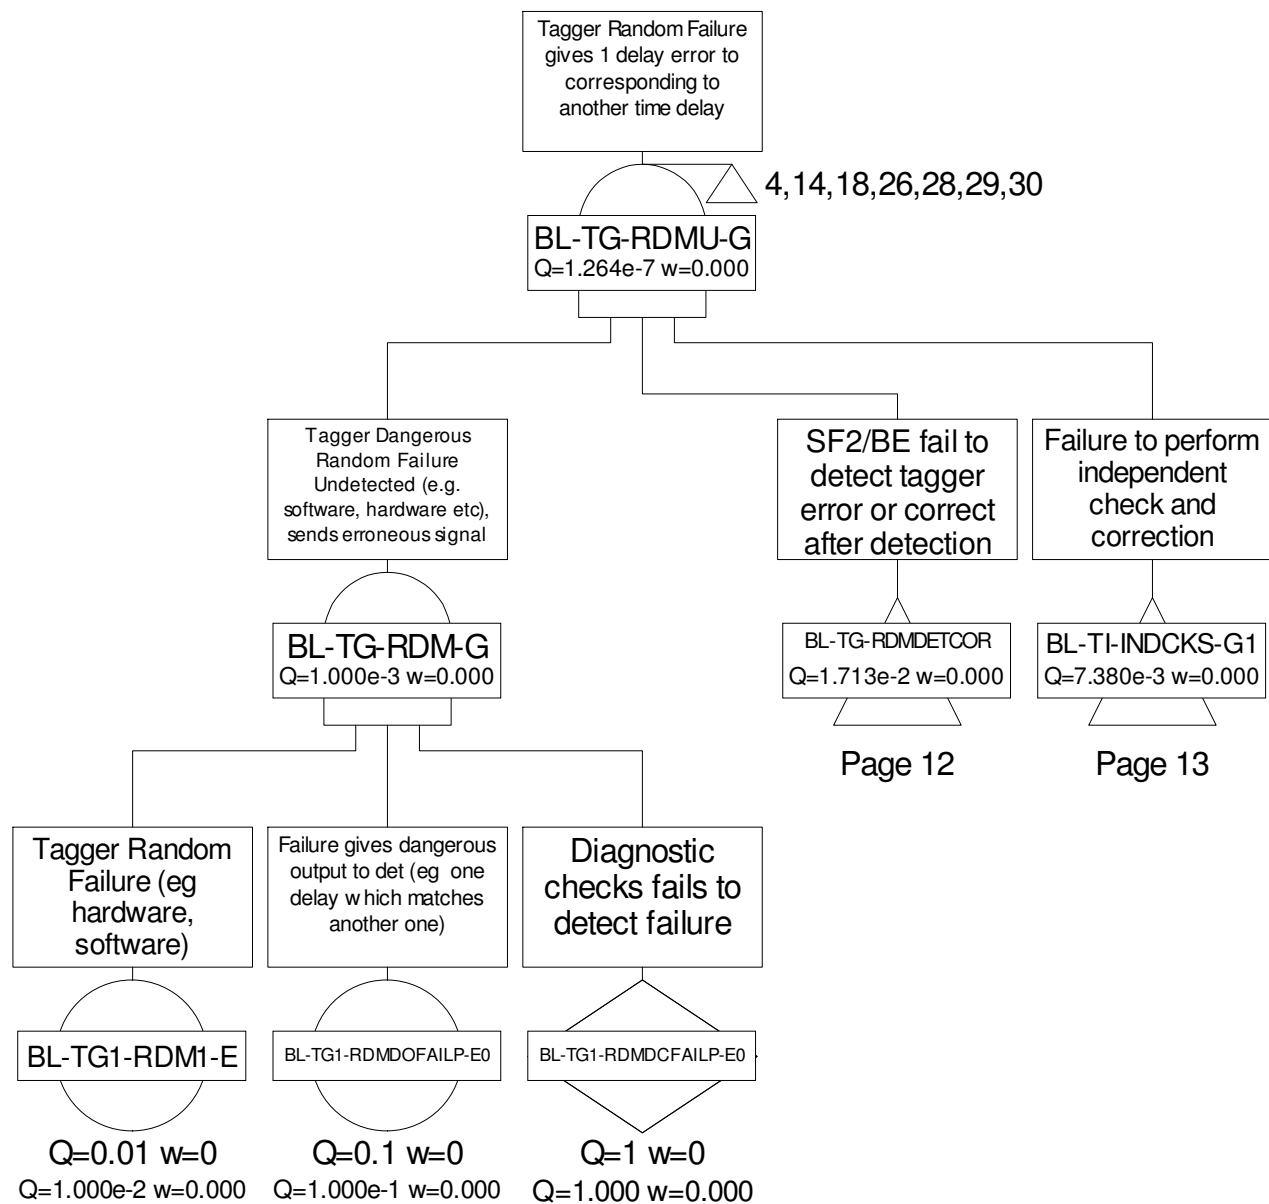 Tagger Random Failure
gives 1 delay error to
corresponding to
another time delay
4,14,18,26,28,29,30
BL-TG-RDMU-G
Q=1.264e-7 w=0.000
Tagger Dangerous
Random Failure
Undetected (e.g.
software, hardware etc),
sends erroneous signal
SF2/BE fail to
detect tagger
error or correct
after detection
Failure to perform
independent
check and
correction
BL-TG-RDM-G
Q=1.000e-3 w=0.000
BL-TG-RDMDETCOR
Q=1.713e-2 w=0.000
BL-TI-INDCKS-G1
Q=7.380e-3 w=0.000
Page 12
Page 13
Tagger Random
Failure (eg
hardware,
software)
Failure gives dangerous
output to det (eg one
delay which matches
another one)
Diagnostic
checks fails to
detect failure
BL-TG1-RDM1-E
BL-TG1-RDMDOFAILP-E0
BL-TG1-RDMDCFAILP-E0
Q=0.01 w=0
Q=1.000e-2 w=0.000
Q=0.1 w=0
Q=1.000e-1 w=0.000
Q=1 w=0
Q=1.000 w=0.000